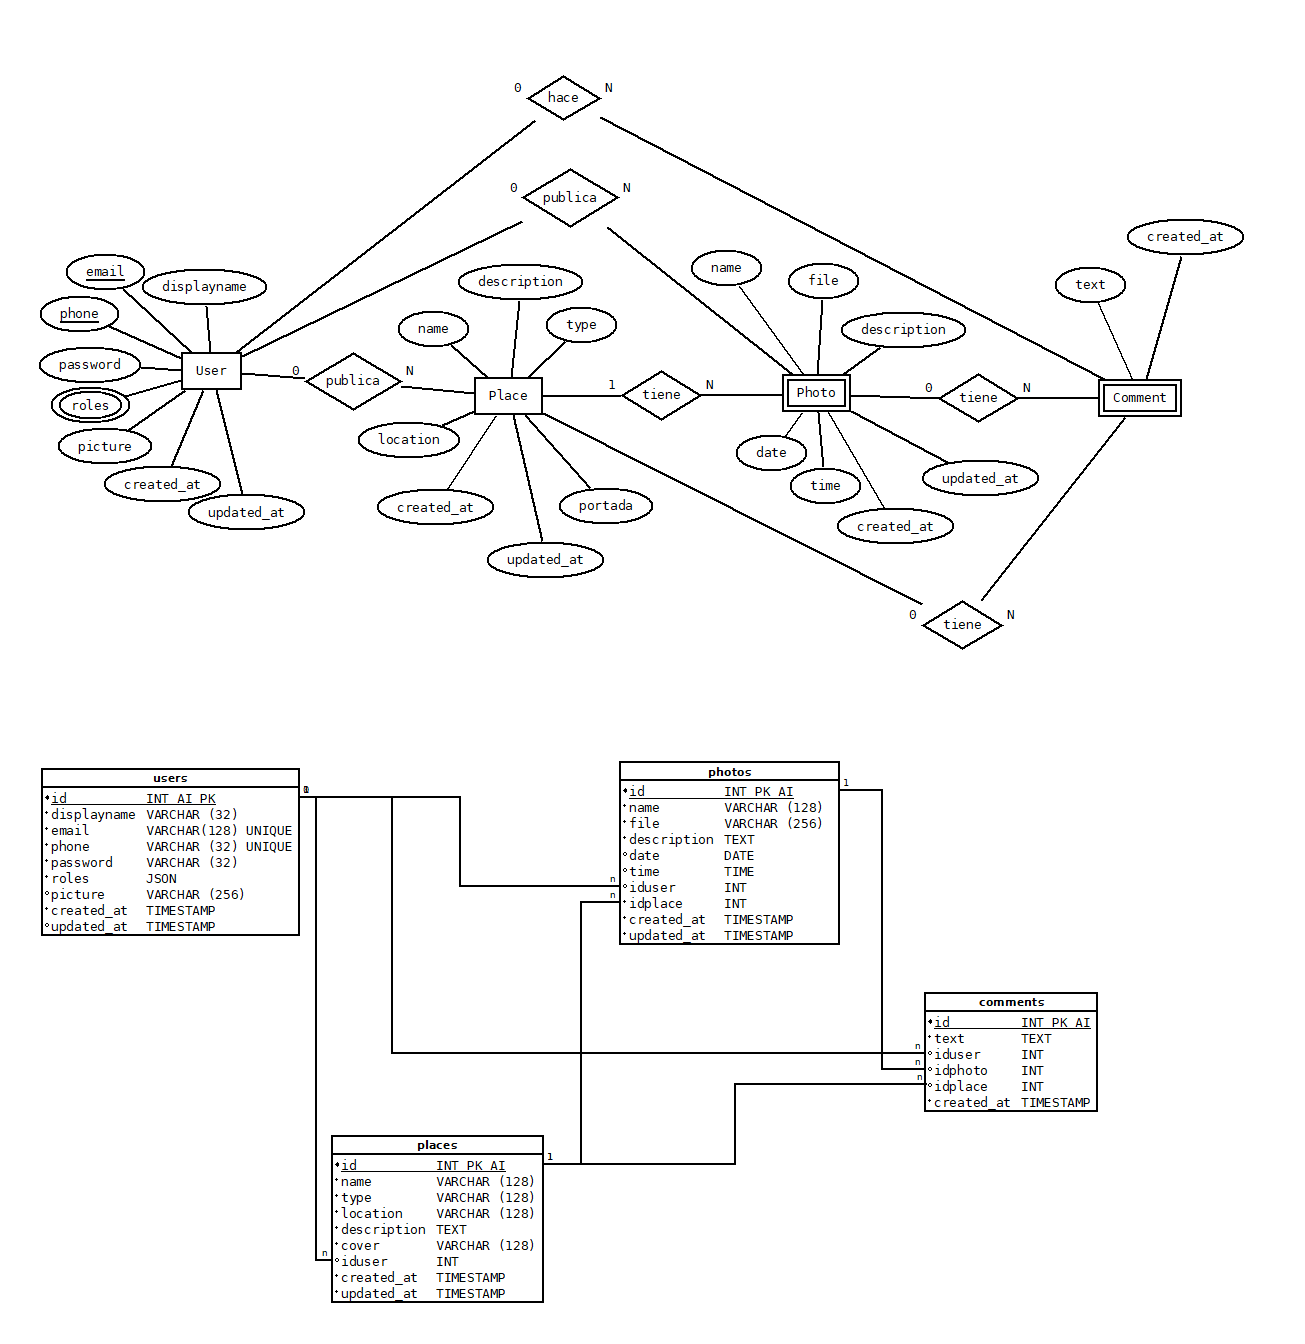 0 hace N
0 publica N
created_at
email
displayname
description
name
file
text
phone
name
type
description
password
User
0 publica N
Place
1 tiene N
Photo
0 tiene N
Comment
roles
picture
location
date
created_at
updated_at
created_at
portada
time
updated_at
updated_at
created_at
0 tiene N
users
id INT AI PK
displayname VARCHAR (32)
email VARCHAR(128) UNIQUE
phone VARCHAR (32) UNIQUE
password VARCHAR (32)
roles JSON
picture VARCHAR (256)
created_at TIMESTAMP
updated_at TIMESTAMP
photos
id INT PK AI
name VARCHAR (128)
file VARCHAR (256)
description TEXT
date DATE
time TIME
iduser INT
idplace INT
created_at TIMESTAMP
updated_at TIMESTAMP
1
n
n
comments
id INT PK AI
text TEXT
iduser INT
idphoto INT
idplace INT
created_at TIMESTAMP
n
n
n
places
id INT PK AI
name VARCHAR (128)
type VARCHAR (128)
location VARCHAR (128)
description TEXT
cover VARCHAR (128)
iduser INT
created_at TIMESTAMP
updated_at TIMESTAMP
1
n